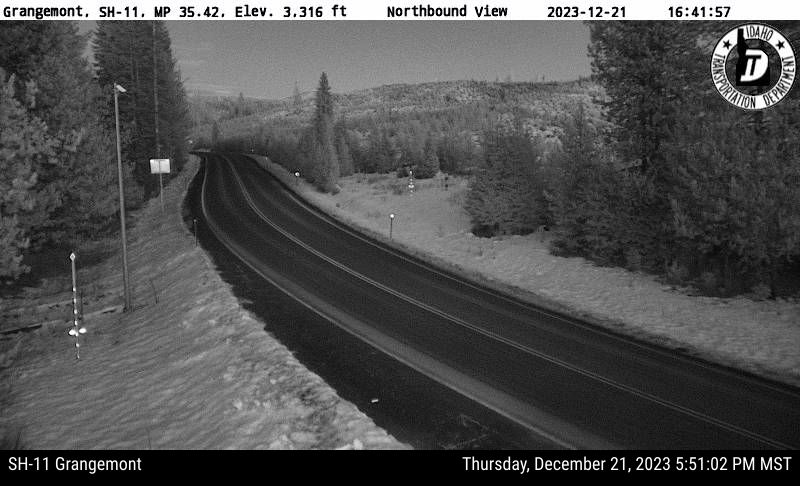 Grangemont, SH-11, MP 35.42, Elev. 3,316 ft Northbound View 2023-12-21 16:41:57
IDAHO
TRANSPORTATION DEPARTMENT
SH-11 Grangemont Thursday, December 21, 2023 5:51:02 PM MST